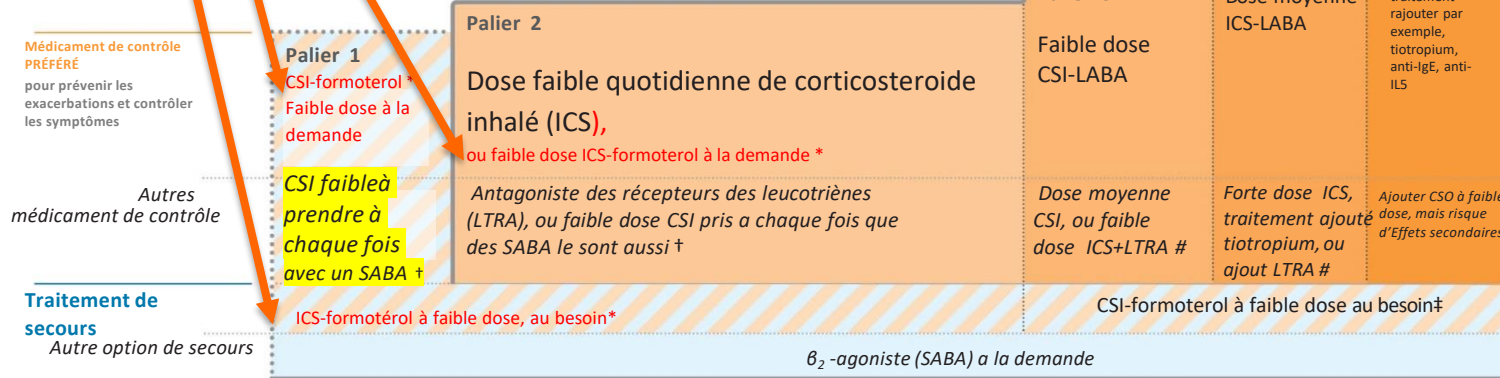 Médicament de contrôle
PRÉFÉRÉ
pour prévenir les
exacerbations et contrôler
les symptômes
Palier 1
CSI-formoterol *
Faible dose à la
demande
Palier 2
Dose faible quotidienne de corticosteroide
inhalé (ICS),
ou faible dose ICS-formoterol à la demande *
Faible dose
CSI-LABA
Dose moyenne
ICS-LABA
traitement
rajouter par
exemple,
tiotropium,
anti-IgE, anti-
IL5
Autres
médicament de contrôle
CSI faibleà
prendre à
chaque fois
avec un SABA †
Antagoniste des récepteurs des leucotriènes
(LTRA), ou faible dose CSI pris a chaque fois que
des SABA le sont aussi †
Dose moyenne
CSI, ou faible
dose ICS+LTRA #
Forte dose ICS,
traitement ajouté
tiotropium, ou
ajout LTRA #
Ajouter CSO à faible
dose, mais risque
d'Effets secondaires
Traitement de
secours
ICS-formotérol à faible dose, au besoin*
CSI-formoterol à faible dose au besoin‡
Autre option de secours
β2 -agoniste (SABA) a la demande